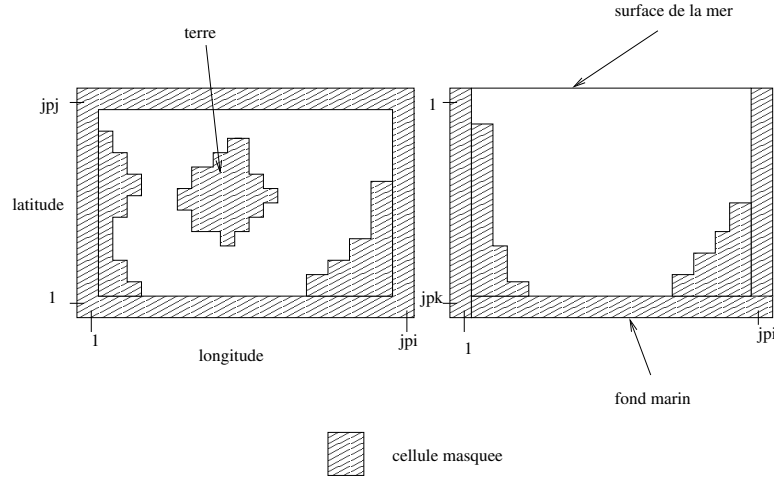 surface de la mer
terre
jpj
1
latitude
1
jpk
1
jpi
1
jpi
longitude
fond marin
cellule masquee